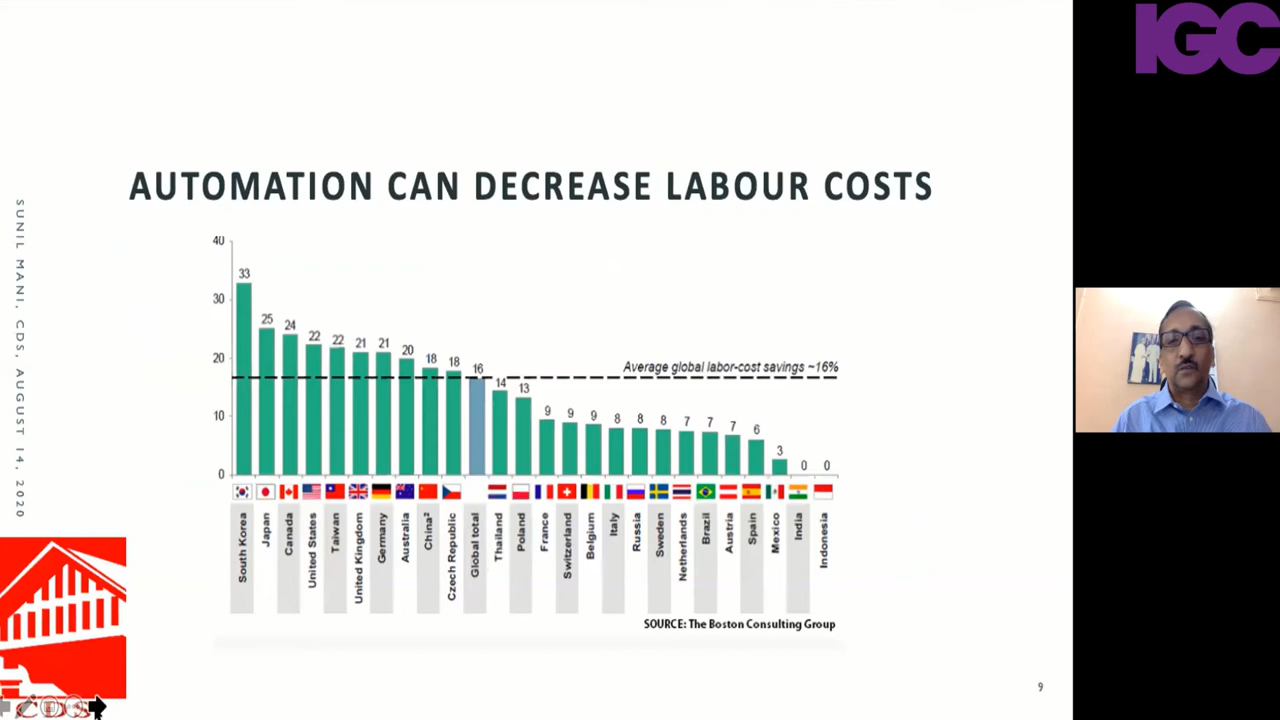 IGC
AUTOMATION CAN DECREASE LABOUR COSTS
SUNIL MANI, CDS, AUGUST 14, 2020
40
30
20
10
0
33
25
24
22
22
21
21
20
18
18
16
14
13
9
9
9
8
8
8
7
7
7
6
3
0
0
Average global labor-cost savings ~16%
South Korea
Japan
Canada
United States
Taiwan
United Kingdom
Germany
Australia
China²
Czech Republic
Global total
Thailand
Poland
France
Switzerland
Belgium
Italy
Russia
Sweden
Netherlands
Brazil
Austria
Spain
Mexico
India
Indonesia
SOURCE: The Boston Consulting Group
CDS
9